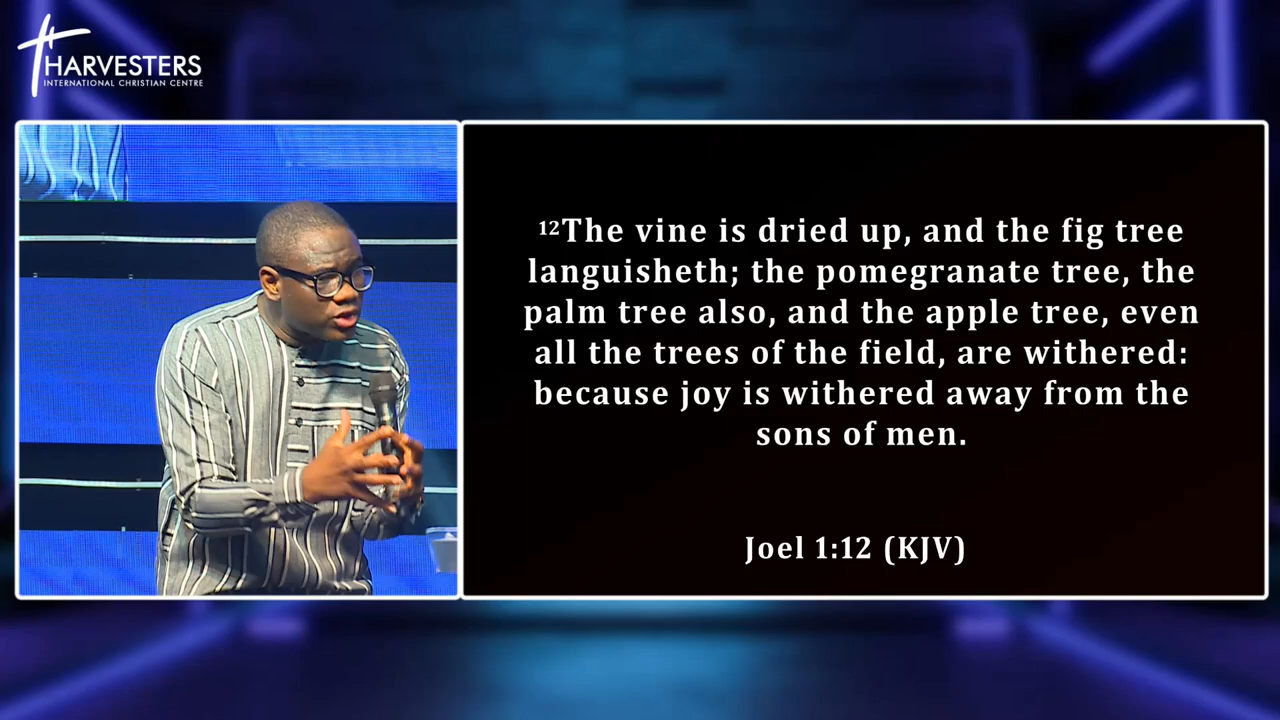 HARVESTERS
INTERNATIONAL CHRISTIAN CENTRE
¹²The vine is dried up, and the fig tree
languisheth; the pomegranate tree, the
palm tree also, and the apple tree, even
all the trees of the field, are withered:
because joy is withered away from the
sons of men.
Joel 1:12 (KJV)